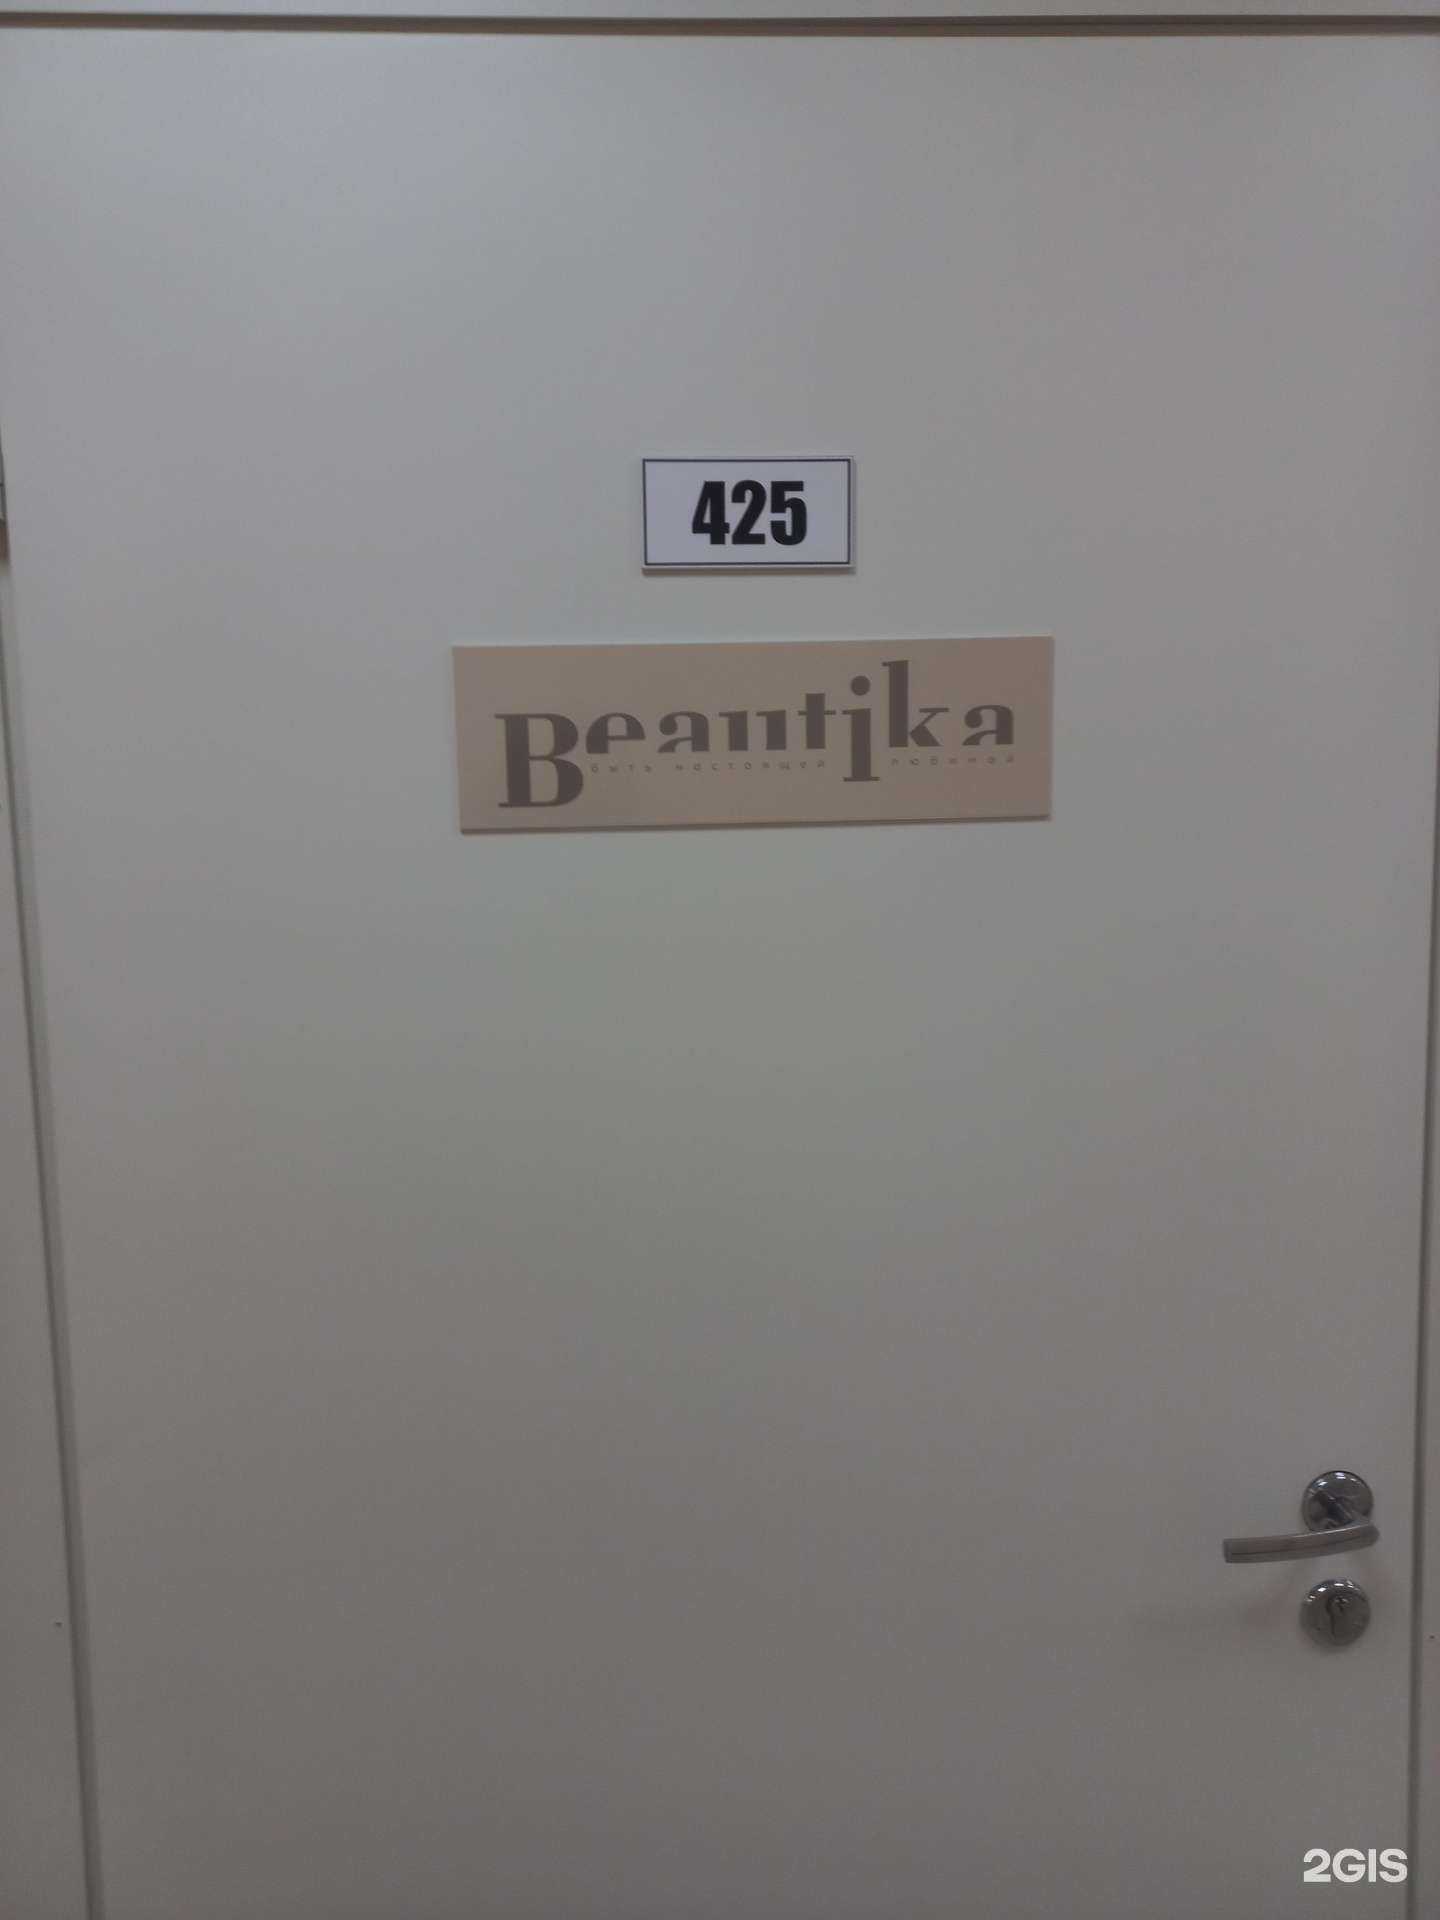 425
Beautika
быть настоящей любимой
2GIS